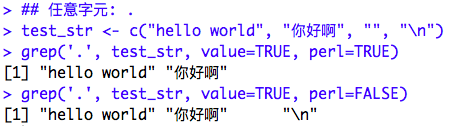 > ## 任意字元: .
> test_str <- c("hello world", "你好啊", "", "\n")
> grep('.', test_str, value=TRUE, perl=TRUE)
[1] "hello world" "你好啊"
> grep('.', test_str, value=TRUE, perl=FALSE)
[1] "hello world" "你好啊"      "\n"